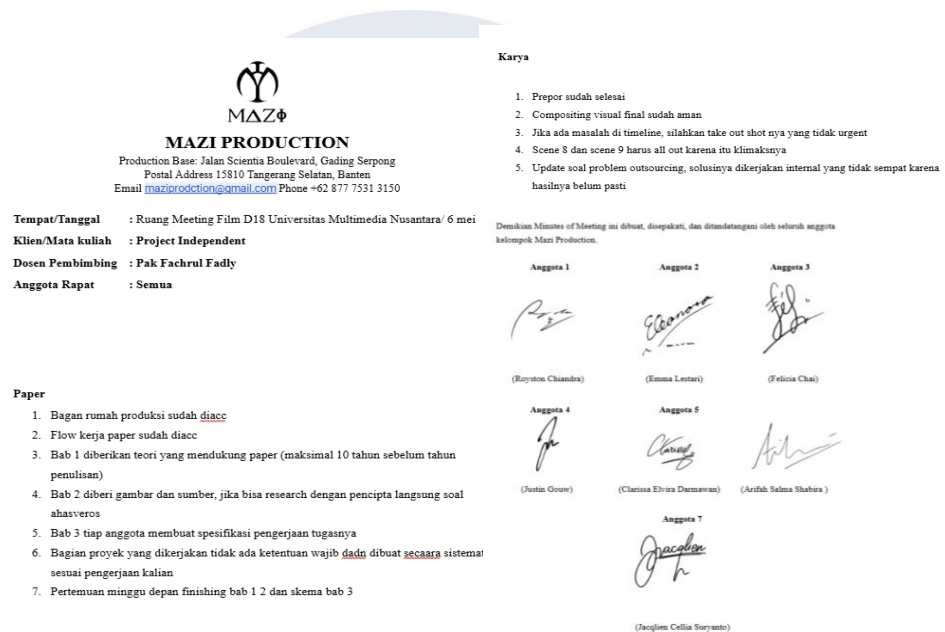 MAZI
MAZI PRODUCTION
Production Base: Jalan Scientia Boulevard, Gading Serpong
Postal Address 15810 Tangerang Selatan, Banten
Email maziprodction@gmail.com Phone +62 877 7531 3150
Tempat/Tanggal : Ruang Meeting Film D18 Universitas Multimedia Nusantara/ 6 mei
Klien/Mata kuliah : Project Independent
Dosen Pembimbing : Pak Fachrul Fadly
Anggota Rapat : Semua
Paper
1. Bagan rumah produksi sudah diacc
2. Flow kerja paper sudah diacc
3. Bab 1 diberikan teori yang mendukung paper (maksimal 10 tahun sebelum tahun
penulisan)
4. Bab 2 diberi gambar dan sumber, jika bisa research dengan pencipta langsung soal
ahasveros
5. Bab 3 tiap anggota membuat spesifikasi pengerjaan tugasnya
6. Bagian proyek yang dikerjakan tidak ada ketentuan wajib dadn dibuat secaara sistemat
sesuai pengerjaan kalian
7. Pertemuan minggu depan finishing bab 1 2 dan skema bab 3
Karya
1. Prepor sudah selesai
2. Compositing visual final sudah aman
3. Jika ada masalah di timeline, silahkan take out shot nya yang tidak urgent
4. Scene 8 dan scene 9 harus all out karena itu klimaksnya
5. Update soal problem outsourcing, solusinya dikerjakan internal yang tidak sempat karena
hasilnya belum pasti
Demikian Minutes of Meeting ini dibuat, disepakati, dan ditandatangani oleh seluruh anggota
kelompok Mazi Production.
Anggota 1 Anggota 2 Anggota 3
Eleanora
(Royston Chiandra) (Emma Lestari) (Felicia Chai)
Anggota 4 Anggota 5
(Justin Gouw) (Clarissa Elvira Darmawan) (Arifah Salma Shabira )
Anggota 7
Jacqlien
(Jacqlien Cellia Suryanto)